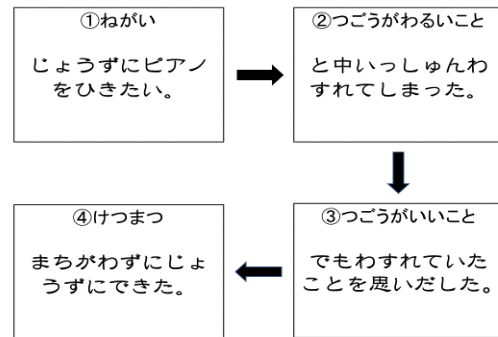 ①ねがい
じょうずにピアノ
をひきたい。
②つごうがわるいこと
と中いっしゅんわ
すれてしまった。
③つごうがいいこと
でもわすれていた
ことを思いだした。
④けつまつ
まちがわずにじょ
うずにできた。